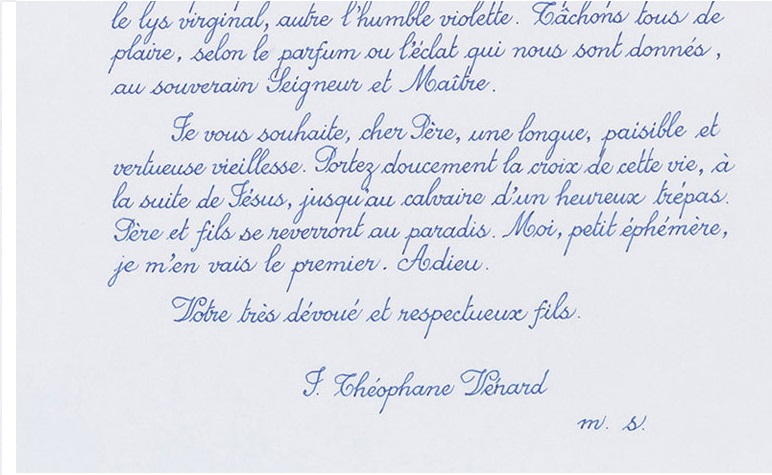 le lys virginal, autre l'humble violette. Tâchons tous de
plaire, selon le parfum ou l'éclat qui nous sont donnés,
au souverain Seigneur et Maître.
Je vous souhaite, cher Père, une longue, paisible et
vertueuse vieillesse. Portez doucement la croix de cette vie, à
la suite de Jésus, jusqu'au calvaire d'un heureux trépas.
Père et fils se reverront au paradis. Moi, petit éphémère,
je m'en vais le premier. Adieu.
Votre très dévoué et respectueux fils.
J. Théophane Vénard
m. s.